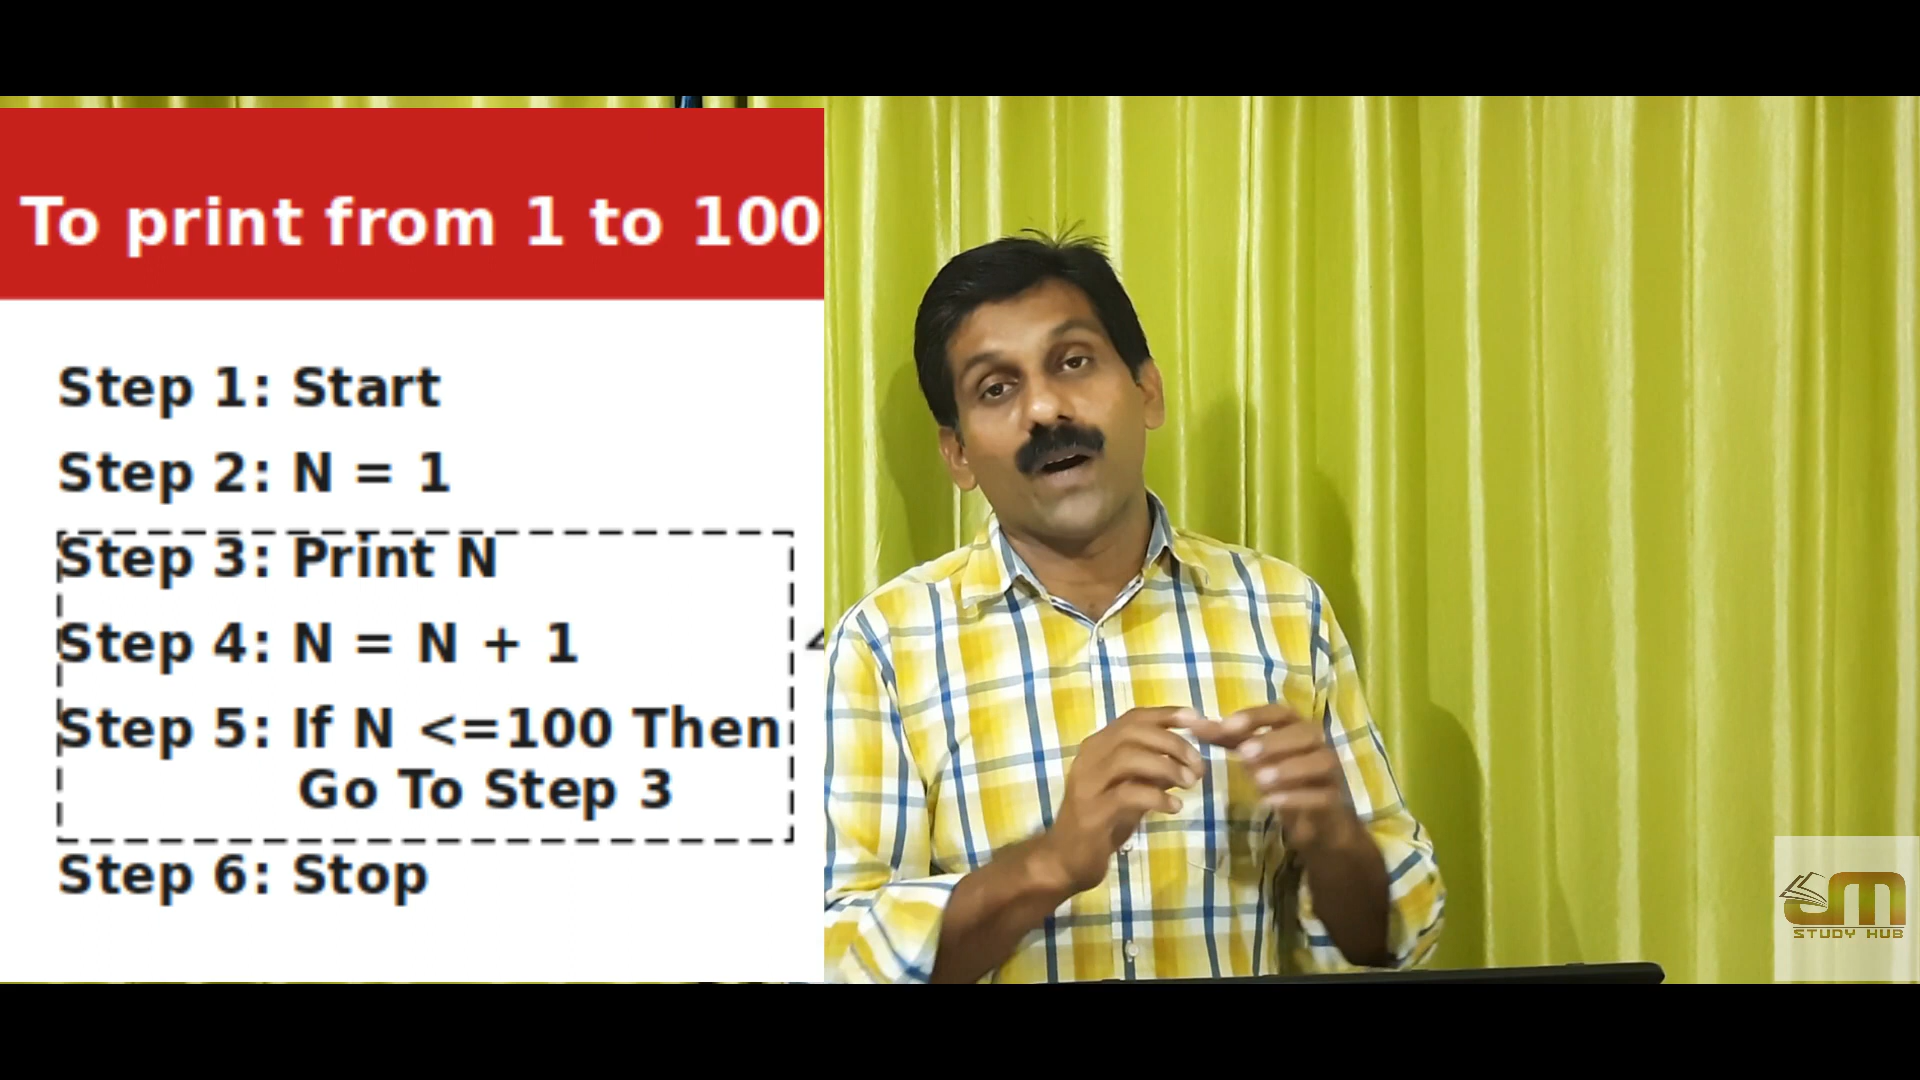 To print from 1 to 100
Step 1: Start
Step 2: N = 1
Step 3: Print N
Step 4: N = N + 1
Step 5: If N <=100 Then
Go To Step 3
Step 6: Stop
STUDY HUB